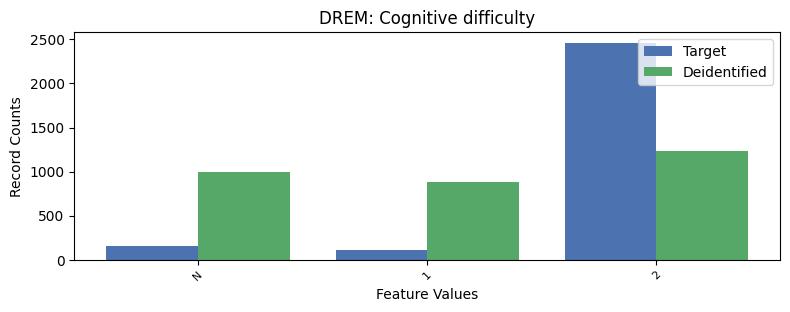 DREM: Cognitive difficulty
Target
Deidentified
2500
2000
1500
1000
500
0
Record Counts
N
1
2
Feature Values